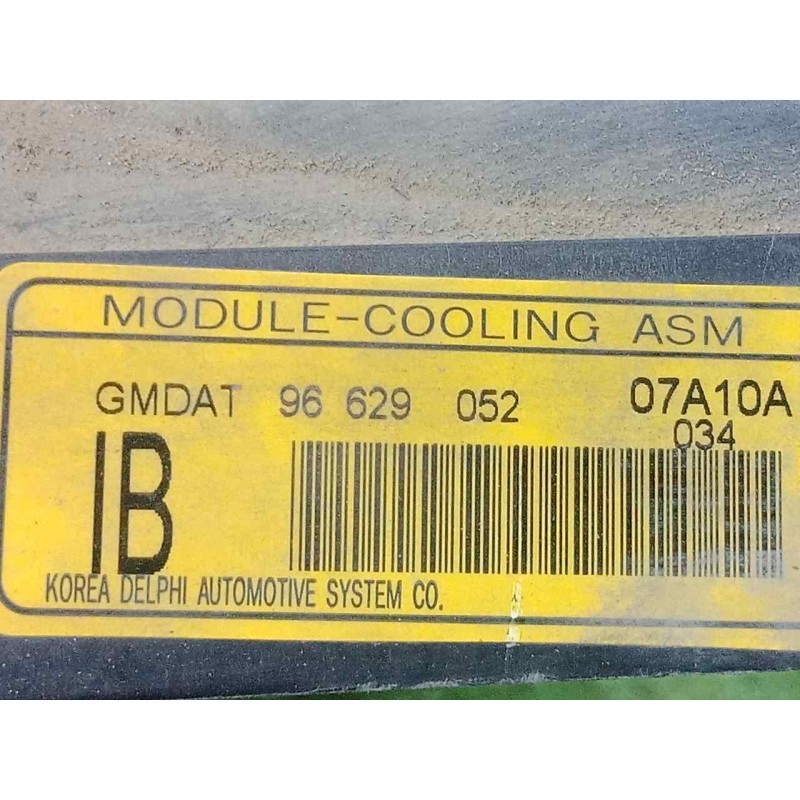 MODULE-COOLING ASM
GMDAT 96 629 052 07A10A
034
IB
KOREA DELPHI AUTOMOTIVE SYSTEM CO.